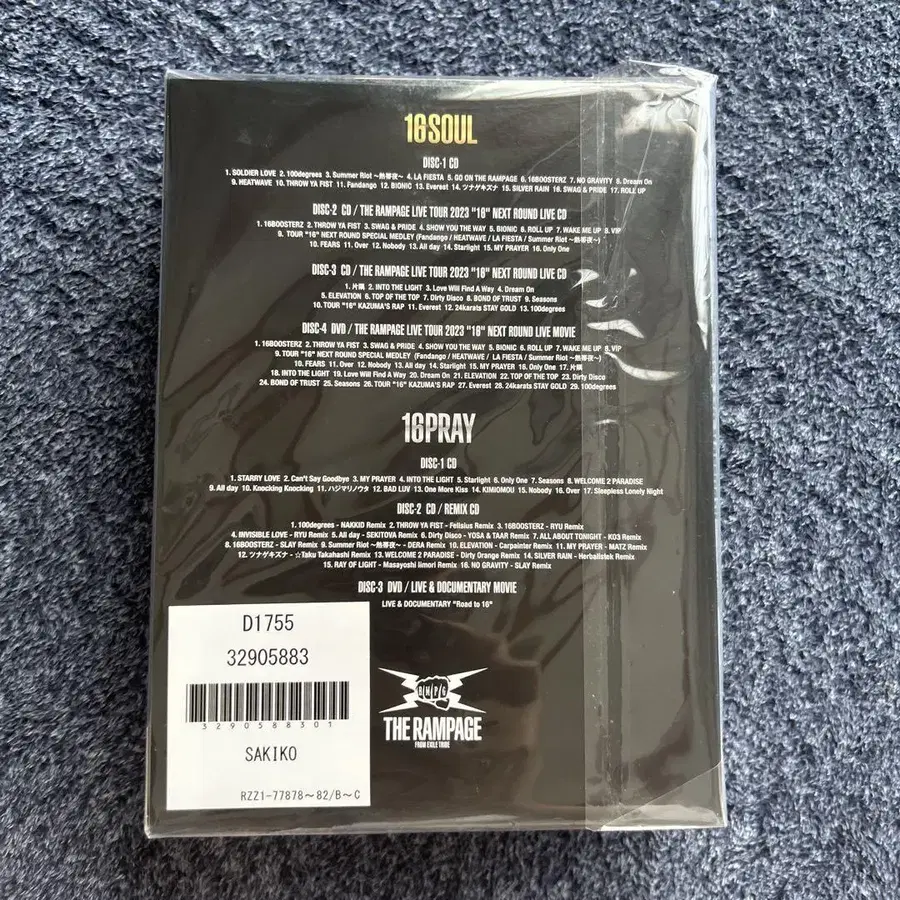 16SOUL
DISC-1 CD
1. SOLDIER LOVE 2. 100degrees 3. Summer Riot ～熱帯夜～ 4. LA FIESTA 5. GO ON THE RAMPAGE 6. 16BOOSTERZ 7. NO GRAVITY 8. Dream On
9. HEATWAVE 10. THROW YA FIST 11. Fandango 12. BIONIC 13. Everest 14. ツナゲキズナ 15. SILVER RAIN 16. SWAG & PRIDE 17. ROLL UP
DISC-2 CD / THE RAMPAGE LIVE TOUR 2023 "16" NEXT ROUND LIVE CD
1. 16BOOSTERZ 2. THROW YA FIST 3. SWAG & PRIDE 4. SHOW YOU THE WAY 5. BIONIC 6. ROLL UP 7. WAKE ME UP 8. VIP
9. TOUR "16" NEXT ROUND SPECIAL MEDLEY (Fandango / HEATWAVE / LA FIESTA / Summer Riot ～熱帯夜～)
10. FEARS 11. Over 12. Nobody 13. All day 14. Starlight 15. MY PRAYER 16. Only One
DISC-3 CD / THE RAMPAGE LIVE TOUR 2023 "16" NEXT ROUND LIVE CD
1. 片隅 2. INTO THE LIGHT 3. Love Will Find A Way 4. Dream On
5. ELEVATION 6. TOP OF THE TOP 7. Dirty Disco 8. BOND OF TRUST 9. Seasons
10. TOUR "16" KAZUMA'S RAP 11. Everest 12. 24karats STAY GOLD 13. 100degrees
DISC-4 DVD / THE RAMPAGE LIVE TOUR 2023 "16" NEXT ROUND LIVE MOVIE
1. 16BOOSTERZ 2. THROW YA FIST 3. SWAG & PRIDE 4. SHOW YOU THE WAY 5. BIONIC 6. ROLL UP 7. WAKE ME UP 8. VIP
9. TOUR "16" NEXT ROUND SPECIAL MEDLEY (Fandango / HEATWAVE / LA FIESTA / Summer Riot ～熱帯夜～)
10. FEARS 11. Over 12. Nobody 13. All day 14. Starlight 15. MY PRAYER 16. Only One 17. 片隅
18. INTO THE LIGHT 19. Love Will Find A Way 20. Dream On 21. ELEVATION 22. TOP OF THE TOP 23. Dirty Disco
24. BOND OF TRUST 25. Seasons 26. TOUR "16" KAZUMA'S RAP 27. Everest 28. 24karats STAY GOLD 29. 100degrees
16PRAY
DISC-1 CD
1. STARRY LOVE 2. Can't Say Goodbye 3. MY PRAYER 4. INTO THE LIGHT 5. Starlight 6. Only One 7. Seasons 8. WELCOME 2 PARADISE
9. All day 10. Knocking Knocking 11. ハジマリノウタ 12. BAD LUV 13. One More Kiss 14. KIMIOMOU 15. Nobody 16. Over 17. Sleepless Lonely Night
DISC-2 CD / REMIX CD
1. 100degrees - NAKKID Remix 2. THROW YA FIST - Felisius Remix 3. 16BOOSTERZ - RYU Remix
4. INVISIBLE LOVE - RYU Remix 5. All day - SEKITOVA Remix 6. Dirty Disco - YOSA & TAAR Remix 7. ALL ABOUT TONIGHT - KO3 Remix
8. 16BOOSTERZ - SLAY Remix 9. Summer Riot ～熱帯夜～ - DERA Remix 10. ELEVATION - Carpainter Remix 11. MY PRAYER - MATZ Remix
12. ツナゲキズナ - ☆Taku Takahashi Remix 13. WELCOME 2 PARADISE - Dirty Orange Remix 14. SILVER RAIN - Herbalistek Remix
15. RAY OF LIGHT - Masayoshi Iimori Remix 16. NO GRAVITY - SLAY Remix
DISC-3 DVD / LIVE & DOCUMENTARY MOVIE
LIVE & DOCUMENTARY "Road to 16"
D1755
32905883
3290588301
SAKIKO
RZZ1-77878～82/B～C
RMPG
THE RAMPAGE
FROM EXILE TRIBE